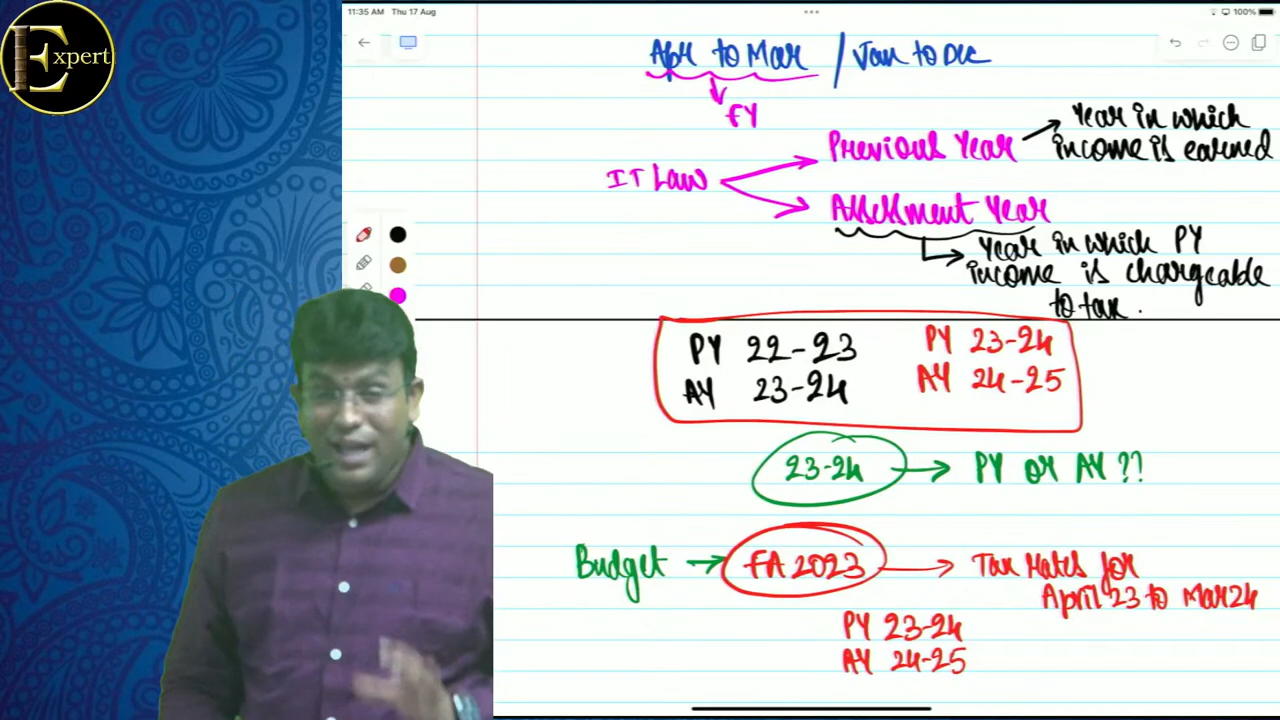 Expert
11:35 AM Thu 17 Aug
100%
Apr to Mar / Jan to Dec
FY
IT Law
Previous Year
Year in which
income is earned
Assessment Year
Year in which PY
income is chargeable
to tax.
PY 22-23
AY 23-24
PY 23-24
AY 24-25
23-24 → PY or AY ??
Budget → FA 2023 → Tax rates for
April 23 to Mar 24
PY 23-24
AY 24-25